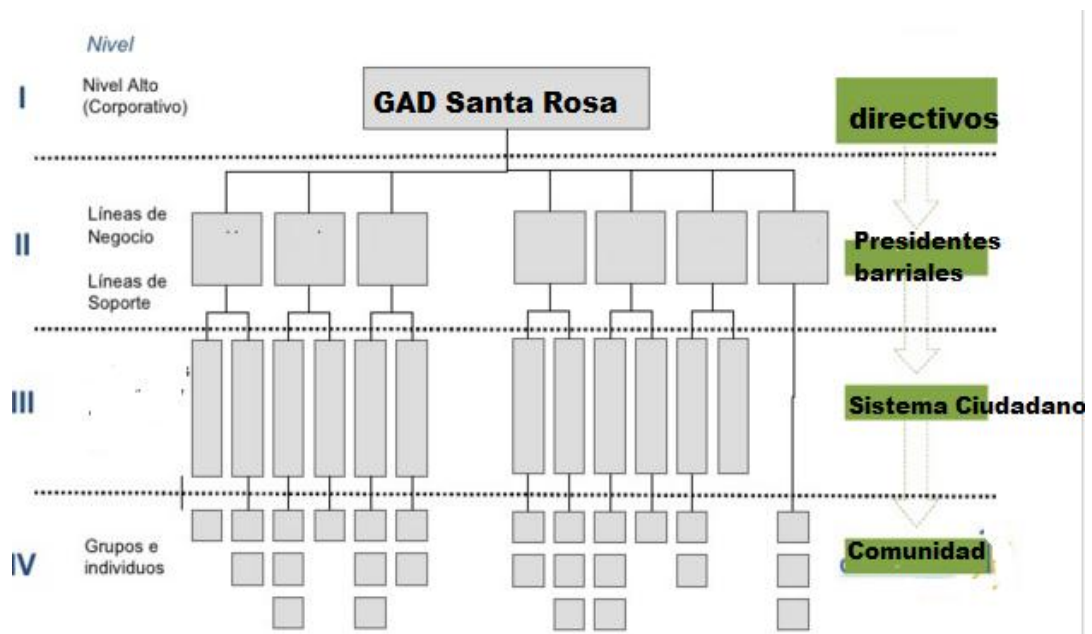 Nivel
I
Nivel Alto
(Corporativo)
GAD Santa Rosa
directivos
II
Líneas de
Negocio
Líneas de
Soporte
Presidentes
barriales
III
Sistema Ciudadano
IV
Grupos e
individuos
Comunidad